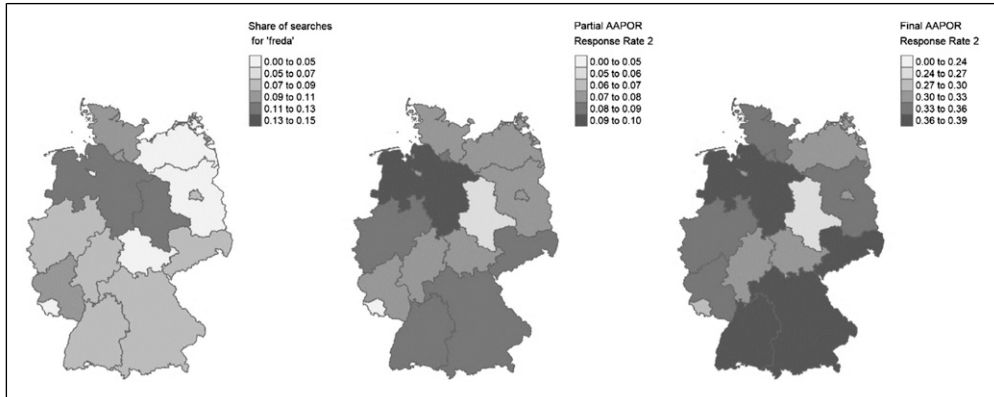 Share of searches
for 'freda'
0.00 to 0.05
0.05 to 0.07
0.07 to 0.09
0.09 to 0.11
0.11 to 0.13
0.13 to 0.15
Partial AAPOR
Response Rate 2
0.00 to 0.05
0.05 to 0.06
0.06 to 0.07
0.07 to 0.08
0.08 to 0.09
0.09 to 0.10
Final AAPOR
Response Rate 2
0.00 to 0.24
0.24 to 0.27
0.27 to 0.30
0.30 to 0.33
0.33 to 0.36
0.36 to 0.39